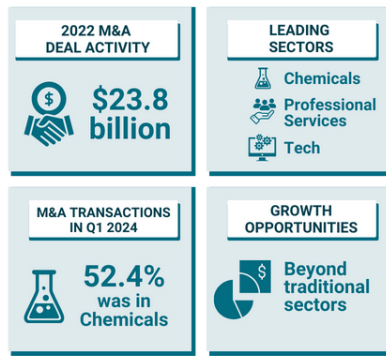 2022 M&A
DEAL ACTIVITY
$
$23.8
billion
LEADING
SECTORS
Chemicals
Professional
Services
Tech
M&A TRANSACTIONS
IN Q1 2024
52.4%
was in
Chemicals
GROWTH
OPPORTUNITIES
$
Beyond
traditional
sectors